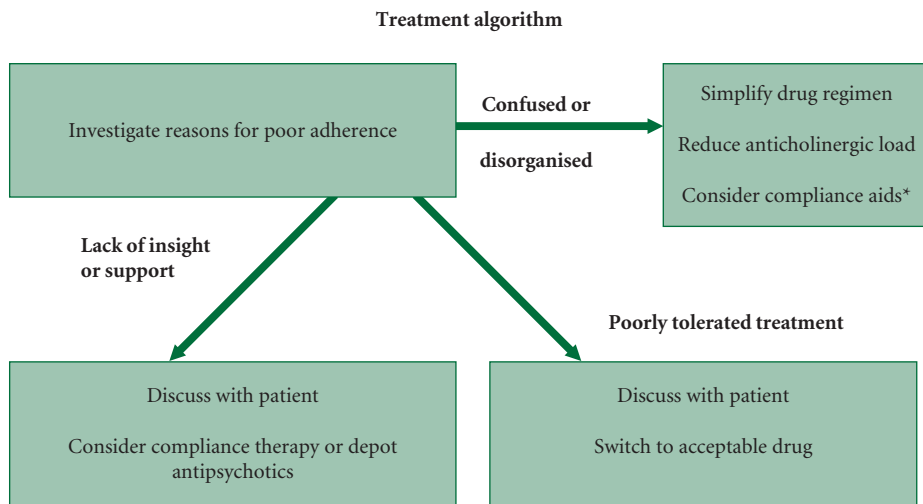 Treatment algorithm
Investigate reasons for poor adherence
Confused or
disorganised
Simplify drug regimen
Reduce anticholinergic load
Consider compliance aids*
Lack of insight
or support
Poorly tolerated treatment
Discuss with patient
Consider compliance therapy or depot
antipsychotics
Discuss with patient
Switch to acceptable drug